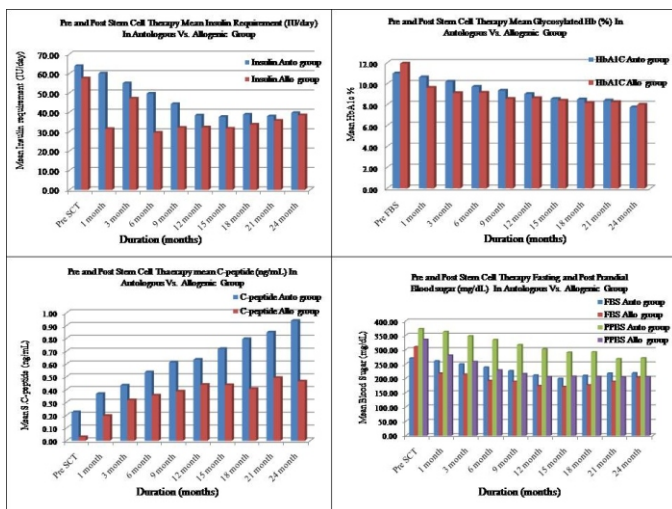 Pre and Post Stem Cell Therapy Mean Insulin Requirement (IU/day)
In Autologous Vs. Allogenic Group
Insulin Auto group
Insulin Allo group
Mean Insulin requirement (IU/day)
70.00
60.00
50.00
40.00
30.00
20.00
10.00
0.00
Pre SCT
1 month
3 month
6 month
9 month
12 month
15 month
18 month
21 month
24 month
Duration (months)
Pre and Post Stem Cell Therapy Mean Glycosylated Hb (%) In
Autologous Vs. Allogenic Group
HbA1C Auto group
HbA1C Allo group
Mean HbA1c %
12.00
10.00
8.00
6.00
4.00
2.00
0.00
Pre FBS
1 month
3 month
6 month
9 month
12 month
15 month
18 month
21 month
24 month
Duration (months)
Pre and Post Stem Cell Thaerapy mean C-peptide (ng/mL) In
Autologous Vs. Allogenic Group
C-peptide Auto group
C-peptide Allo group
Mean S.C-peptide (ng/mL)
1.00
0.90
0.80
0.70
0.60
0.50
0.40
0.30
0.20
0.10
0.00
Pre SCT
1 month
3 month
6 month
9 month
12 month
15 month
18 month
21 month
24 month
Duration (months)
Pre and Post Stem Cell Therapy Fasting and Post Prandial
Blood sugar (mg/dL) In Autologous Vs. Allogenic Group
FBS Auto group
FBS Allo group
PPBS Auto group
PPBS Allo group
Mean Blood Sugar (mg/dL)
400.00
350.00
300.00
250.00
200.00
150.00
100.00
50.00
0.00
Pre SCT
1 month
3 month
6 month
9 month
12 month
15 month
18 month
21 month
24 month
Duration (months)